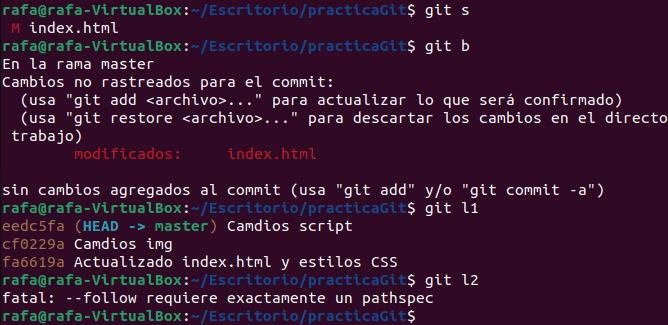 rafa@rafa-VirtualBox:~/Escritorio/practicaGit$ git s
 M index.html
rafa@rafa-VirtualBox:~/Escritorio/practicaGit$ git b
En la rama master
Cambios no rastreados para el commit:
  (usa "git add <archivo>..." para actualizar lo que será confirmado)
  (usa "git restore <archivo>..." para descartar los cambios en el directo
 trabajo)
        modificados:     index.html

sin cambios agregados al commit (usa "git add" y/o "git commit -a")
rafa@rafa-VirtualBox:~/Escritorio/practicaGit$ git l1
eedc5fa (HEAD -> master) Camdios script
cf0229a Camdios img
fa6619a Actualizado index.html y estilos CSS
rafa@rafa-VirtualBox:~/Escritorio/practicaGit$ git l2
fatal: --follow requiere exactamente un pathspec
rafa@rafa-VirtualBox:~/Escritorio/practicaGit$